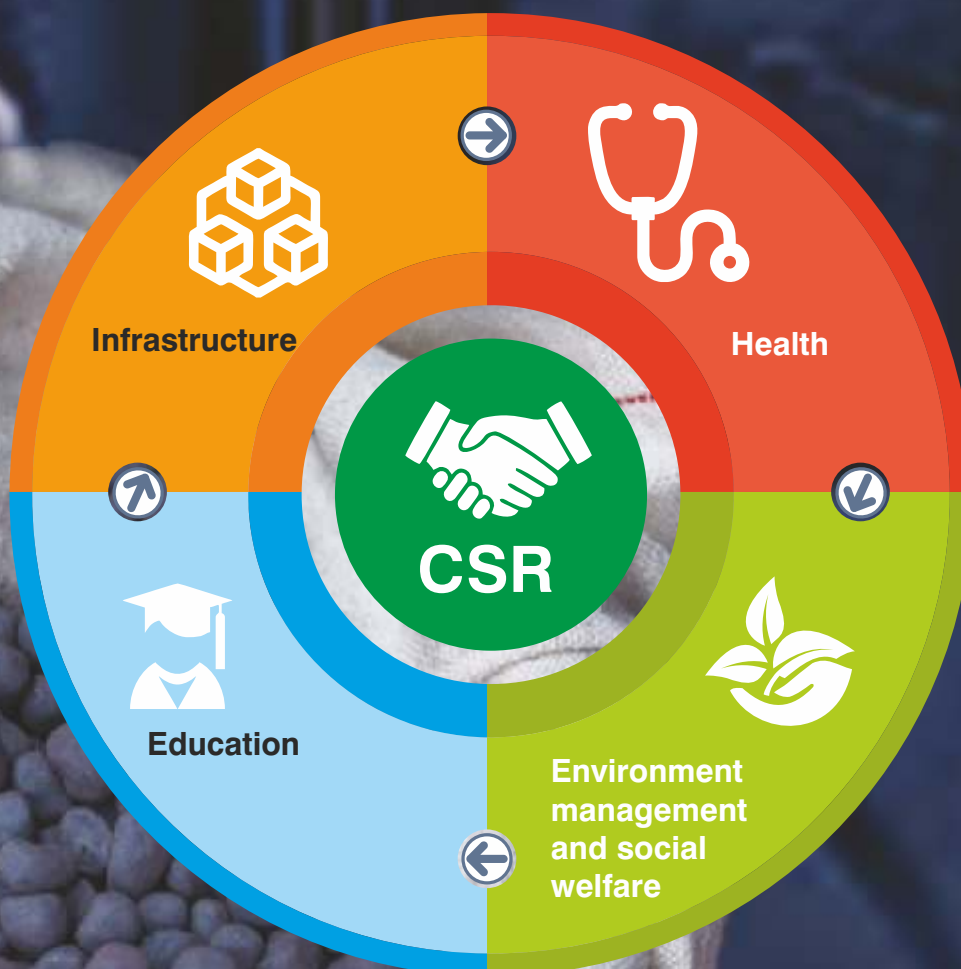 Infrastructure
Health
CSR
Education
Environment
management
and social
welfare